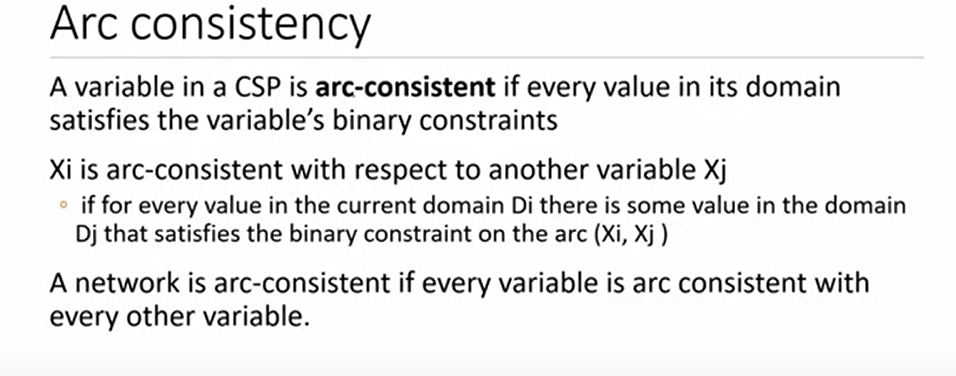 Arc consistency
A variable in a CSP is arc-consistent if every value in its domain
satisfies the variable's binary constraints
Xi is arc-consistent with respect to another variable Xj
◦ if for every value in the current domain Di there is some value in the domain
Dj that satisfies the binary constraint on the arc (Xi, Xj )
A network is arc-consistent if every variable is arc consistent with
every other variable.